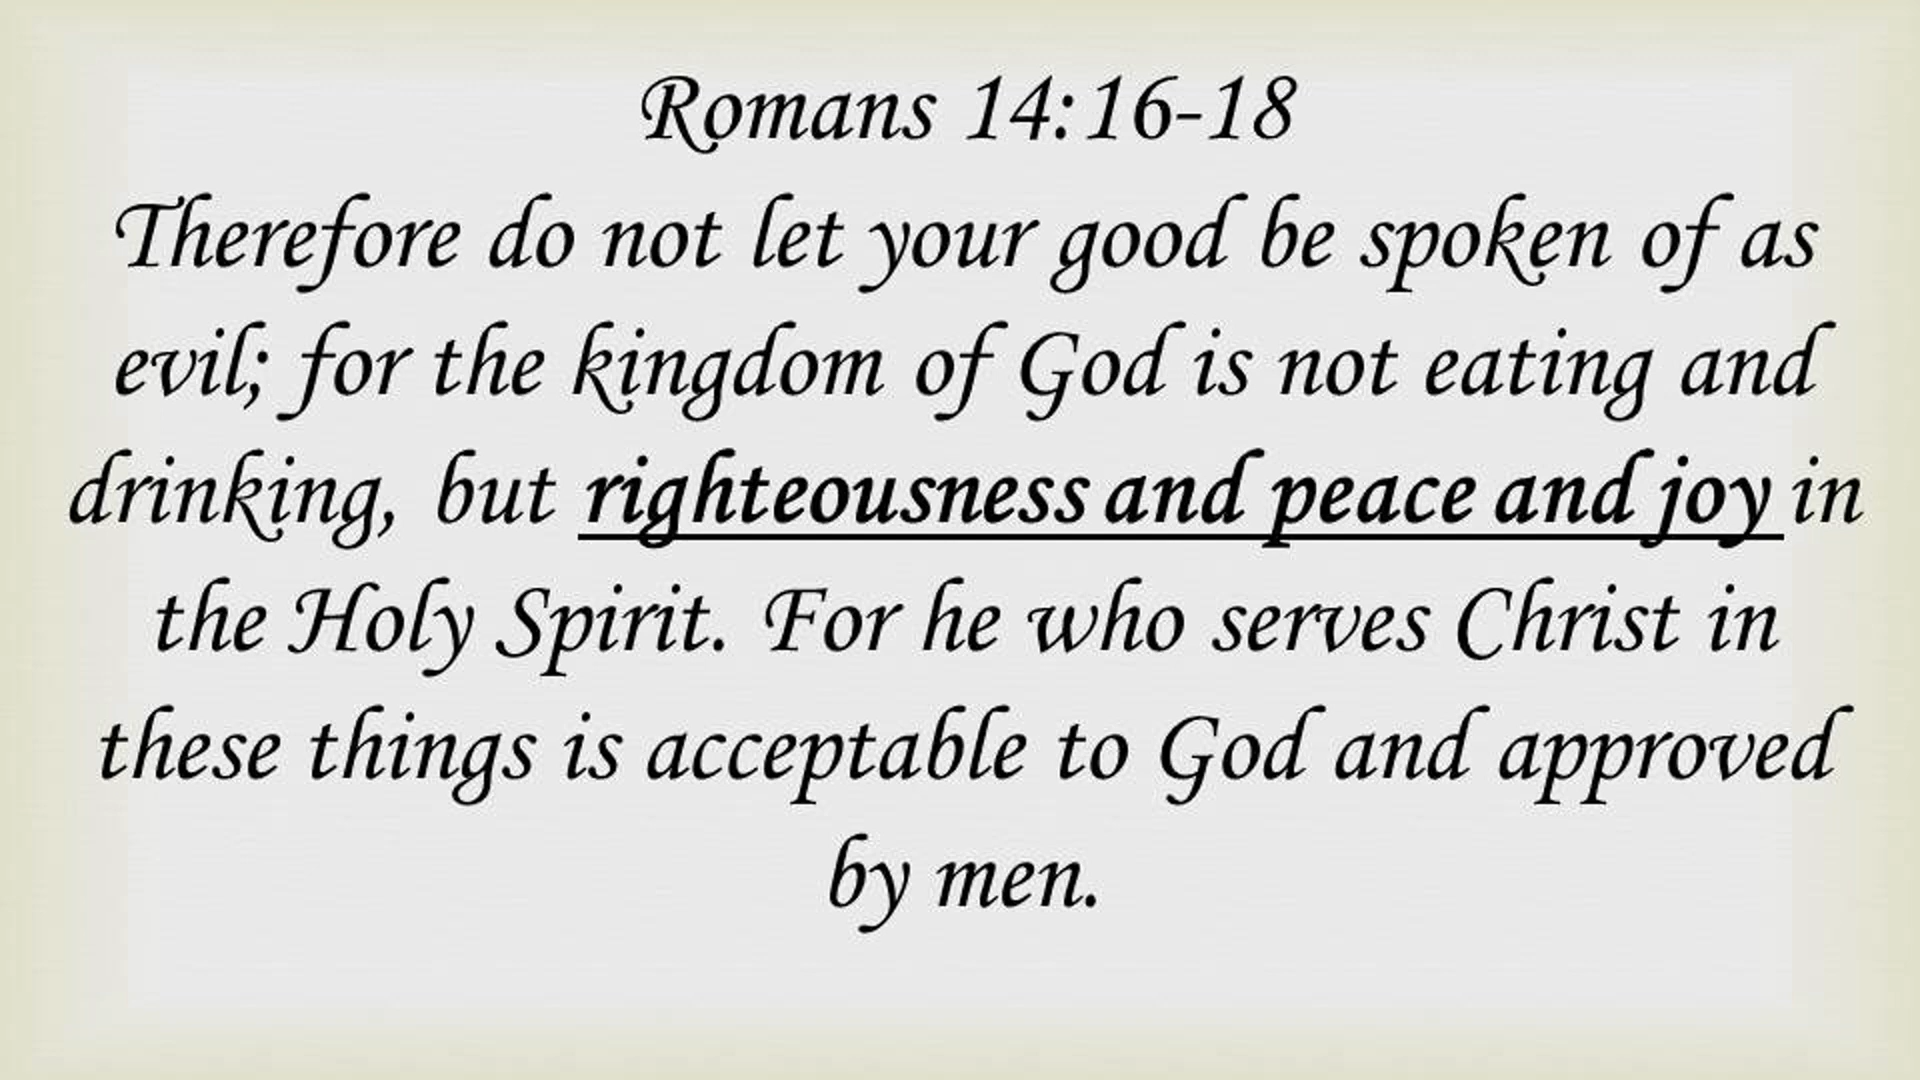 Romans 14:16-18
Therefore do not let your good be spoken of as
evil; for the kingdom of God is not eating and
drinking, but righteousness and peace and joy in
the Holy Spirit. For he who serves Christ in
these things is acceptable to God and approved
by men.